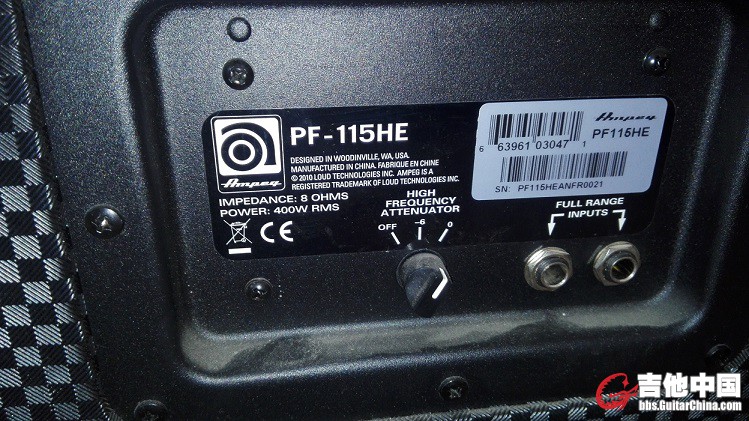 PF-115HE
DESIGNED IN WOODINVILLE, WA, USA.
MANUFACTURED IN CHINA. FABRIQUE EN CHINE
© 2010 LOUD TECHNOLOGIES INC. AMPEG IS A
REGISTERED TRADEMARK OF LOUD TECHNOLOGIES INC.
Ampeg
IMPEDANCE: 8 OHMS
POWER: 400W RMS
CE
HIGH
FREQUENCY
ATTENUATOR
OFF -6 0
Ampeg
PF115HE
6 63961 03047 1
SN: PF115HEANFR0021
FULL RANGE
INPUTS
吉他中国
bbs.GuitarChina.com